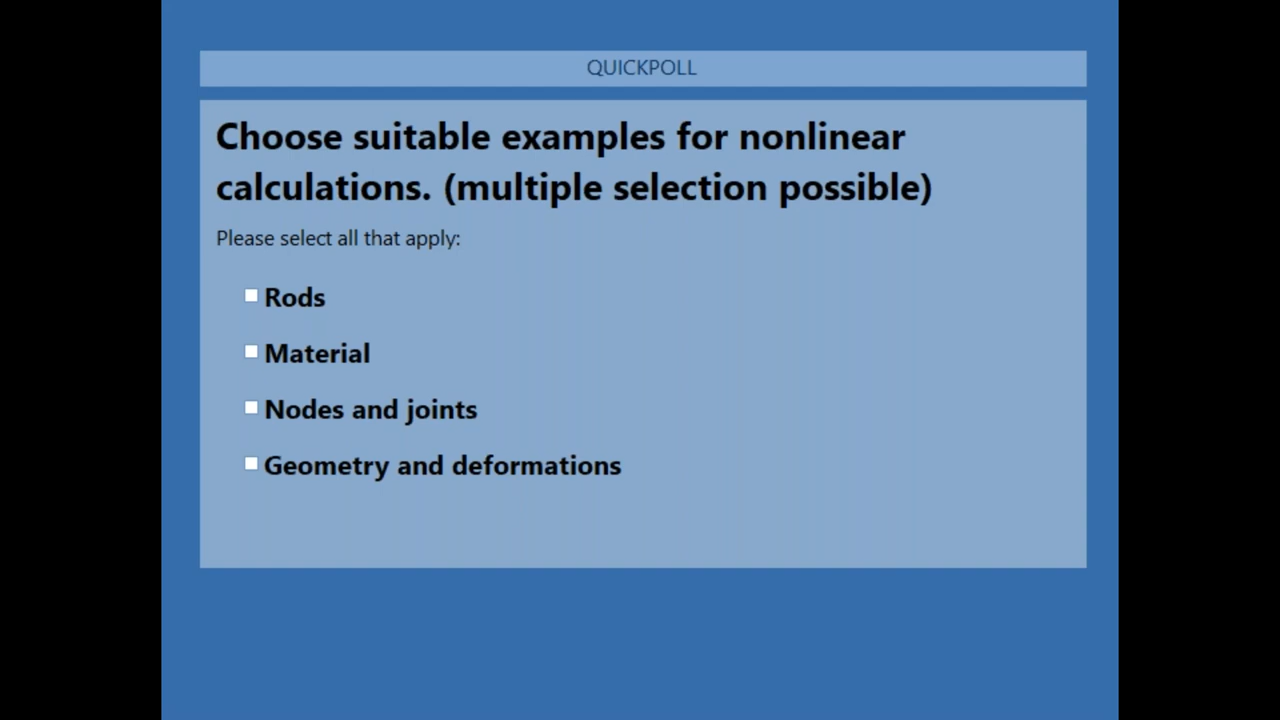 QUICKPOLL
Choose suitable examples for nonlinear
calculations. (multiple selection possible)
Please select all that apply:
Rods
Material
Nodes and joints
Geometry and deformations